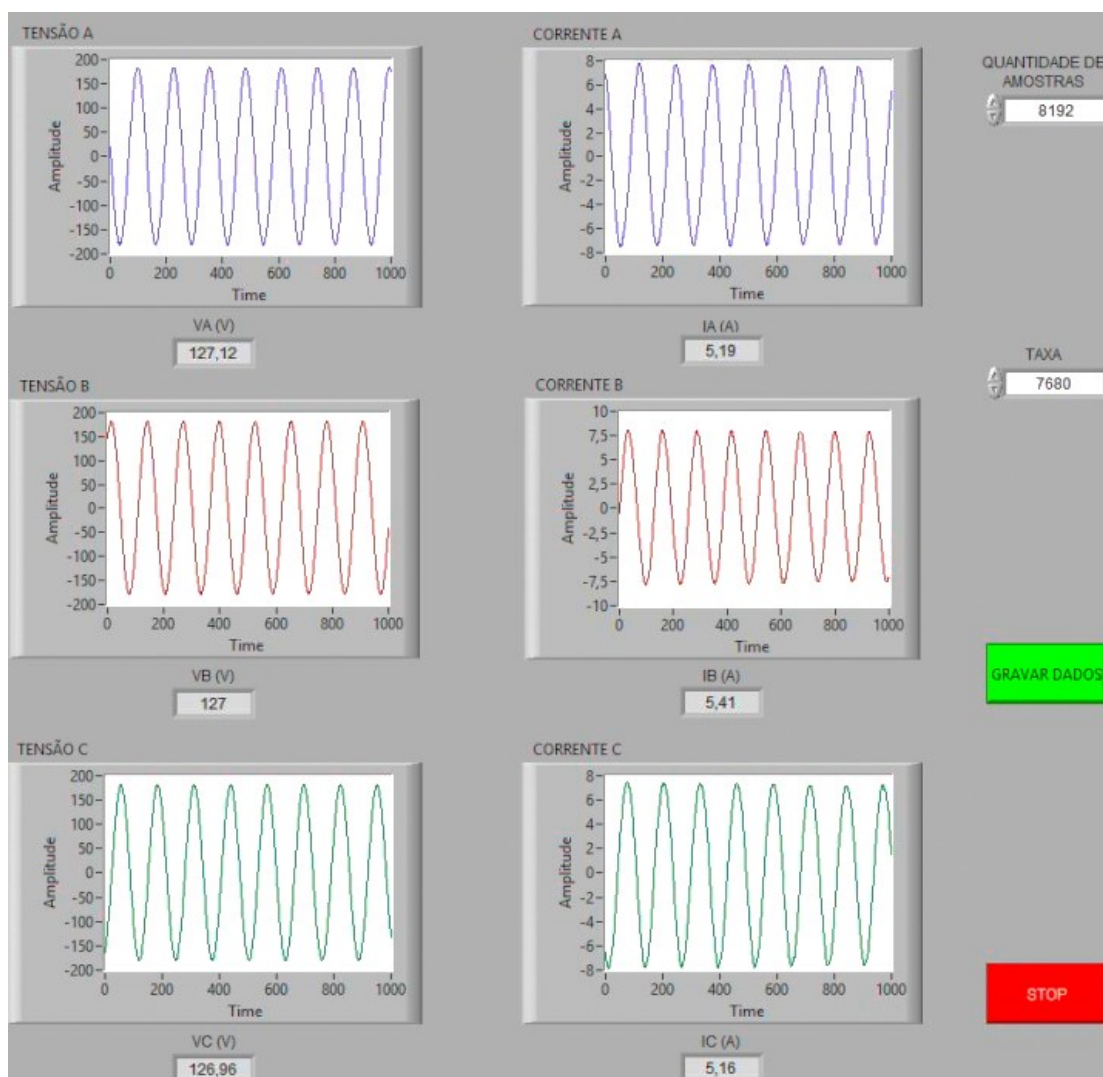 TENSÃO A
200
150
100
50
0
-50
-100
-150
-200
Amplitude
0 200 400 600 800 1000
Time
VA (V)
127,12
CORRENTE A
8
6
4
2
0
-2
-4
-6
-8
Amplitude
0 200 400 600 800 1000
Time
IA (A)
5,19
QUANTIDADE DE
AMOSTRAS
8192
TENSÃO B
200
150
100
50
0
-50
-100
-150
-200
Amplitude
0 200 400 600 800 1000
Time
VB (V)
127
CORRENTE B
10
7,5
5
2,5
0
-2,5
-5
-7,5
-10
Amplitude
0 200 400 600 800 1000
Time
IB (A)
5,41
TAXA
7680
GRAVAR DADOS
TENSÃO C
200
150
100
50
0
-50
-100
-150
-200
Amplitude
0 200 400 600 800 1000
Time
VC (V)
126,96
CORRENTE C
8
6
4
2
0
-2
-4
-6
-8
Amplitude
0 200 400 600 800 1000
Time
IC (A)
5,16
STOP